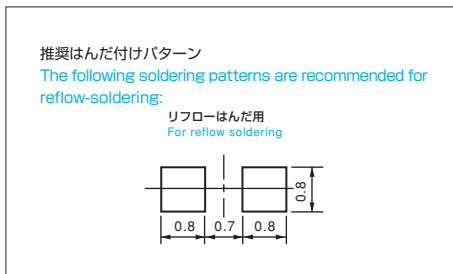 推奨はんだ付けパターン
The following soldering patterns are recommended for
reflow-soldering:
リフローはんだ用
For reflow soldering
0.8
0.8 0.7 0.8